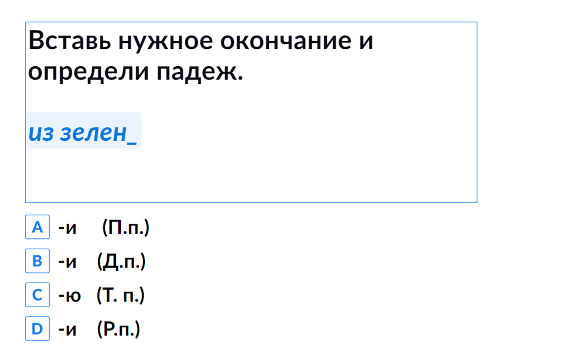 Вставь нужное окончание и
определи падеж.
из зелен_
A -и (П.п.)
B -и (Д.п.)
C -ю (Т. п.)
D -и (Р.п.)